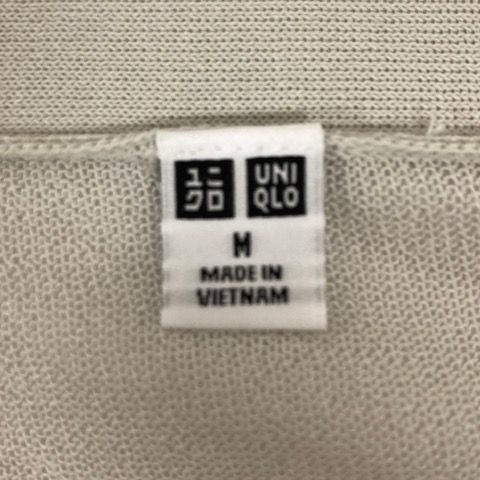 ユニ UNI
クロ QLO
M
MADE IN
VIETNAM